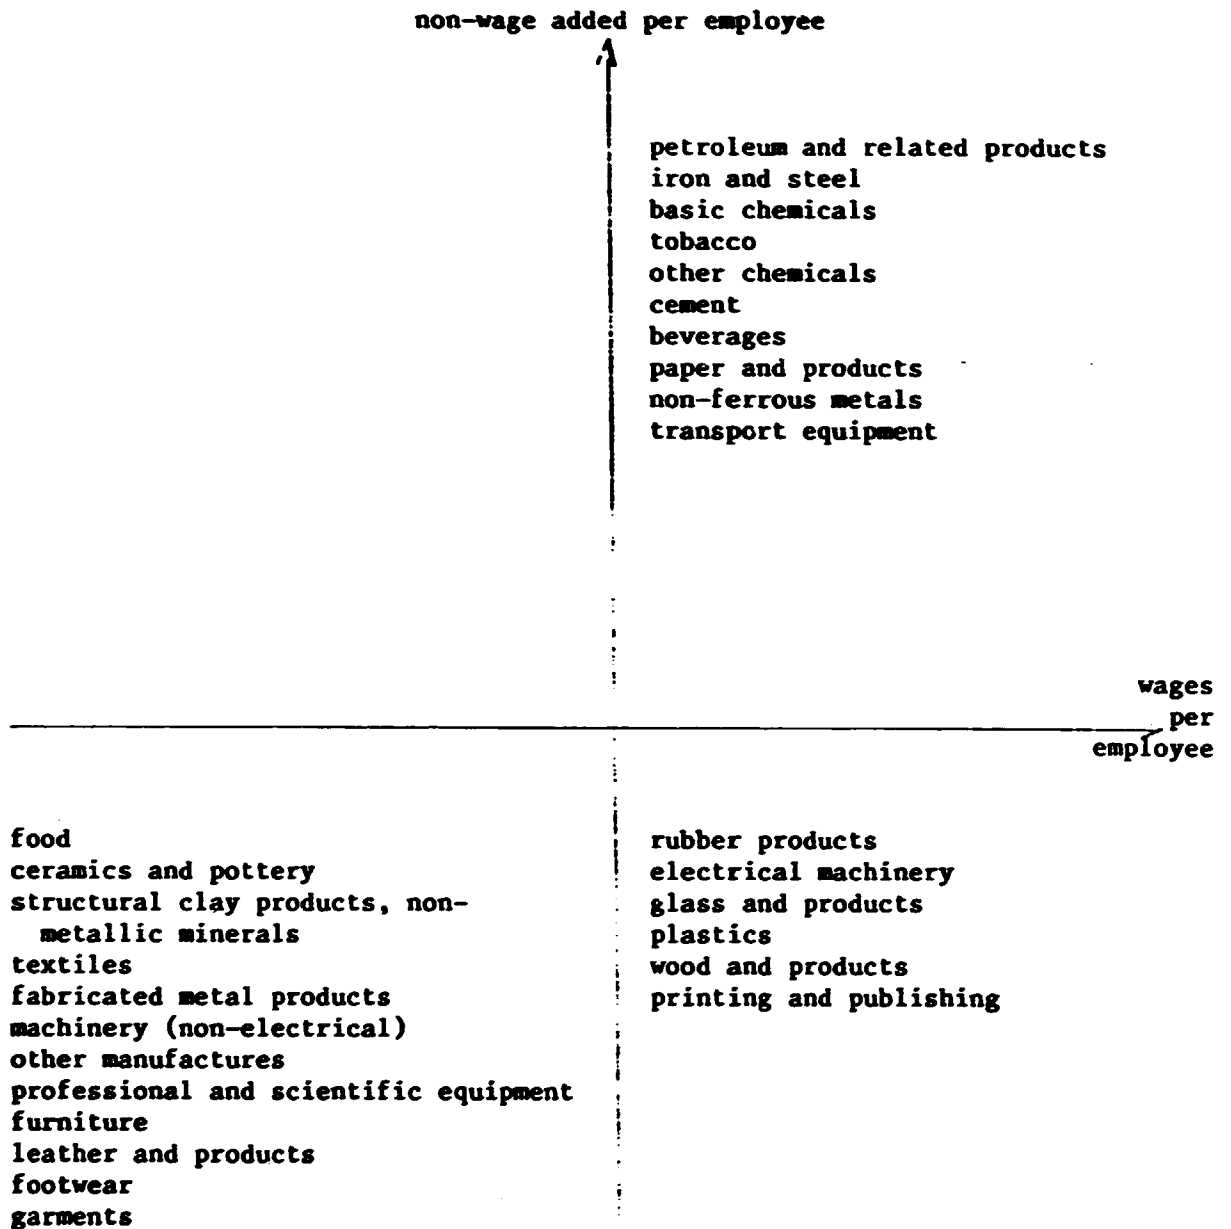 non-wage added per employee
petroleum and related products
iron and steel
basic chemicals
tobacco
other chemicals
cement
beverages
paper and products
non-ferrous metals
transport equipment
wages
per
employee
food
ceramics and pottery
structural clay products, non-
metallic minerals
textiles
fabricated metal products
machinery (non-electrical)
other manufactures
professional and scientific equipment
furniture
leather and products
footwear
garments
rubber products
electrical machinery
glass and products
plastics
wood and products
printing and publishing